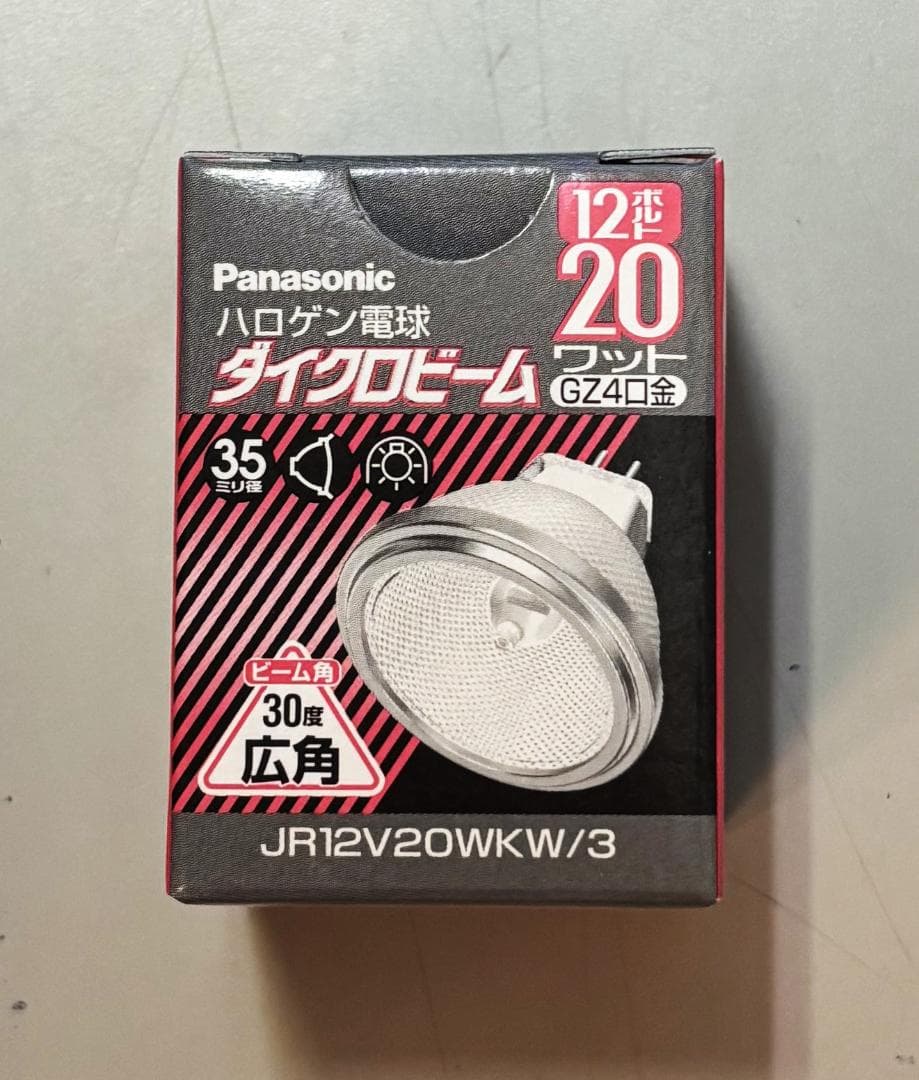 12ボルト
20
ワット
GZ4口金
Panasonic
ハロゲン電球
ダイクロビーム
35
ミリ径
ビーム角
30度
広角
JR12V20WKW/3